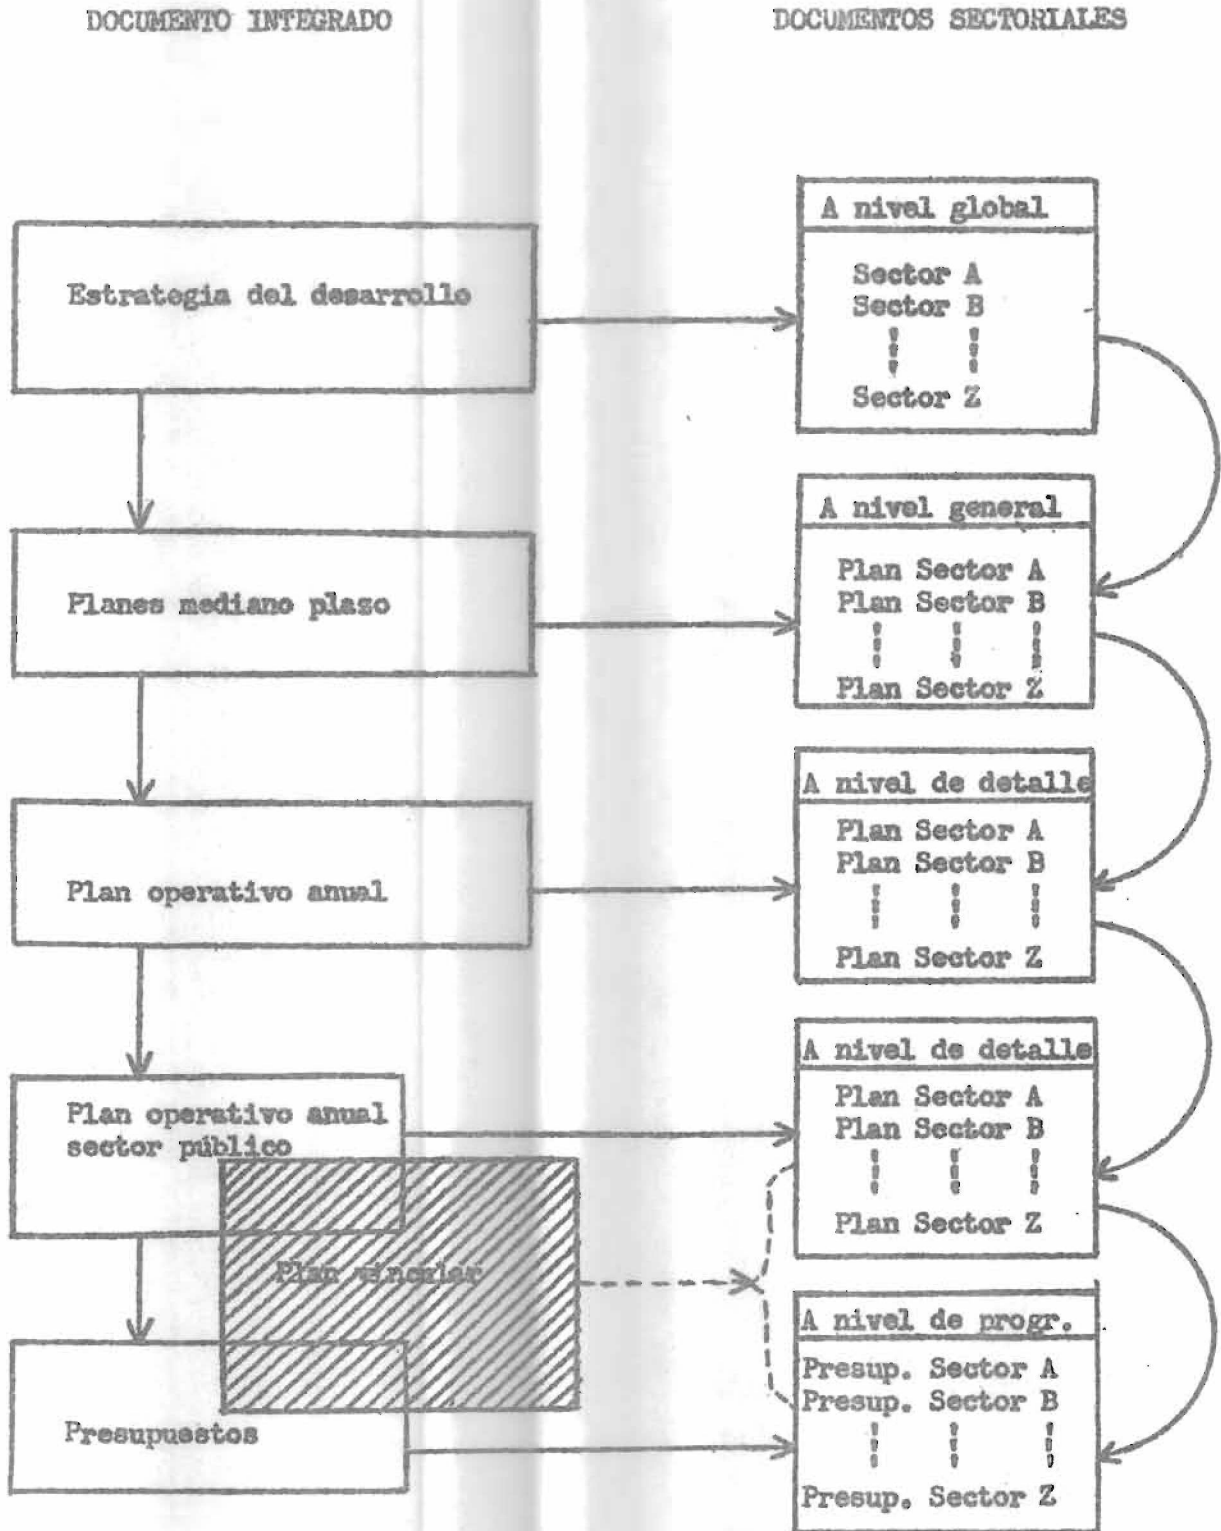 DOCUMENTO INTEGRADO
DOCUMENTOS SECTORIALES
Estrategia del desarrollo
Planes mediano plazo
Plan operativo anual
Plan operativo anual
sector público
Plan vincular
Presupuestos
A nivel global
Sector A
Sector B
Sector Z
A nivel general
Plan Sector A
Plan Sector B
Plan Sector Z
A nivel de detalle
Plan Sector A
Plan Sector B
Plan Sector Z
A nivel de detalle
Plan Sector A
Plan Sector B
Plan Sector Z
A nivel de progr.
Presup. Sector A
Presup. Sector B
Presup. Sector Z